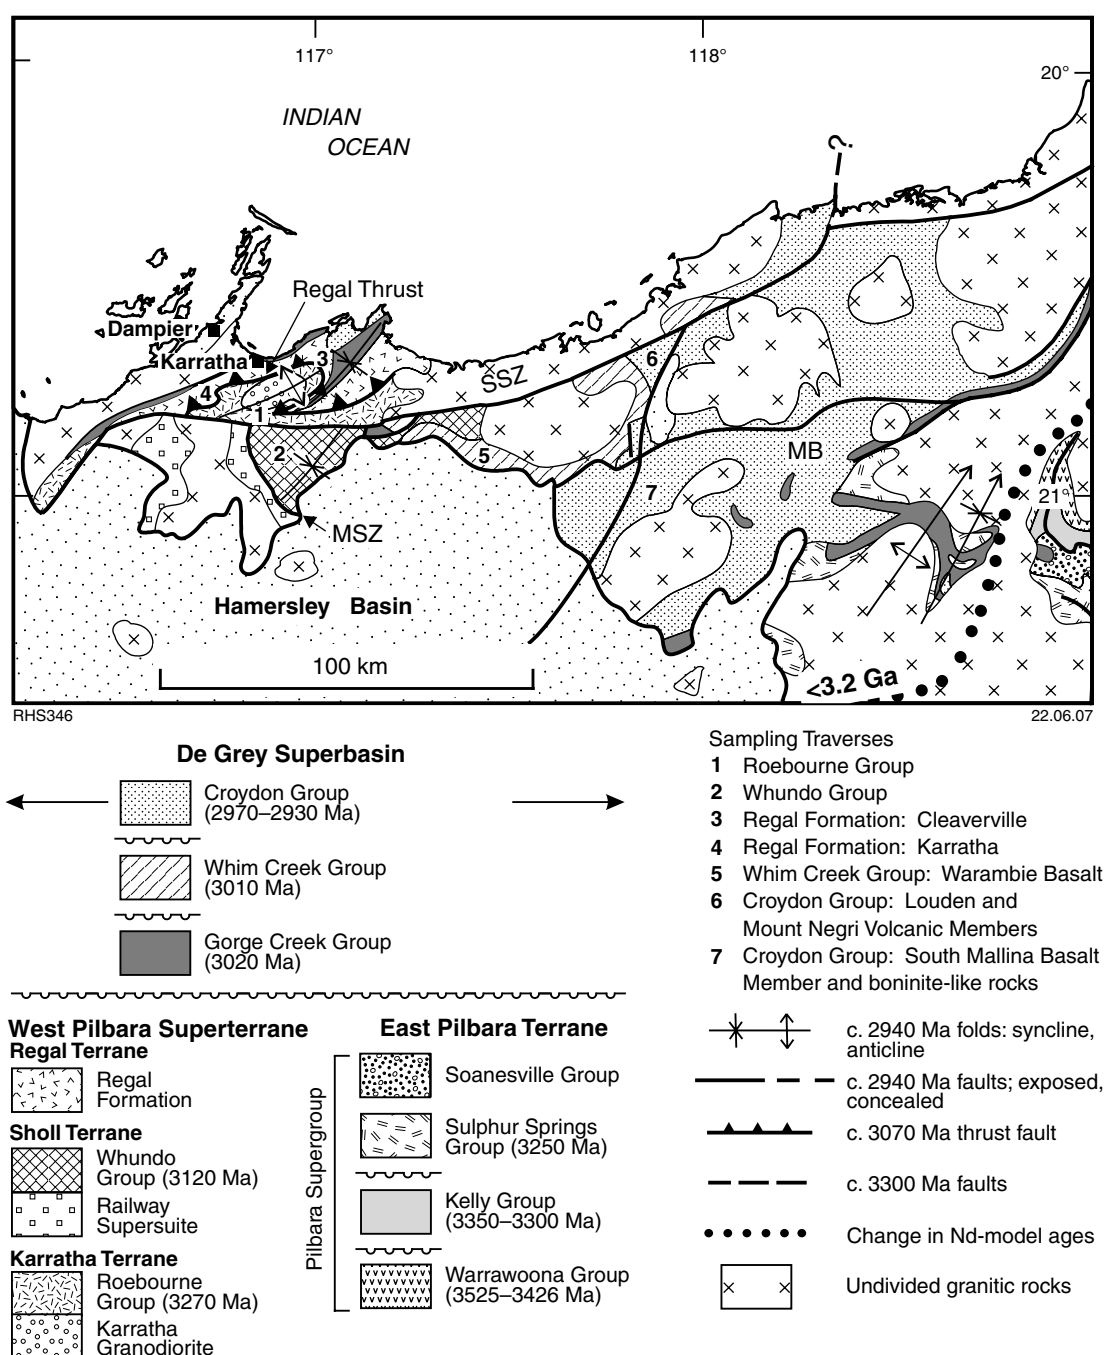 117°
118°
20°
INDIAN
OCEAN
?
Regal Thrust
Dampier
Karratha
3
4
1
SSZ
6
2
5
MB
7
21°
MSZ
Hamersley Basin
100 km
<3.2 Ga
RHS346
22.06.07
De Grey Superbasin
Croydon Group
(2970–2930 Ma)
Whim Creek Group
(3010 Ma)
Gorge Creek Group
(3020 Ma)
West Pilbara Superterrane
Regal Terrane
Regal
Formation
Sholl Terrane
Whundo
Group (3120 Ma)
Railway
Supersuite
Karratha Terrane
Roebourne
Group (3270 Ma)
Karratha
Granodiorite
East Pilbara Terrane
Pilbara Supergroup
Soanesville Group
Sulphur Springs
Group (3250 Ma)
Kelly Group
(3350–3300 Ma)
Warrawoona Group
(3525–3426 Ma)
Sampling Traverses
1 Roebourne Group
2 Whundo Group
3 Regal Formation: Cleaverville
4 Regal Formation: Karratha
5 Whim Creek Group: Warambie Basalt
6 Croydon Group: Louden and
Mount Negri Volcanic Members
7 Croydon Group: South Mallina Basalt
Member and boninite-like rocks
c. 2940 Ma folds: syncline,
anticline
c. 2940 Ma faults; exposed,
concealed
c. 3070 Ma thrust fault
c. 3300 Ma faults
Change in Nd-model ages
Undivided granitic rocks